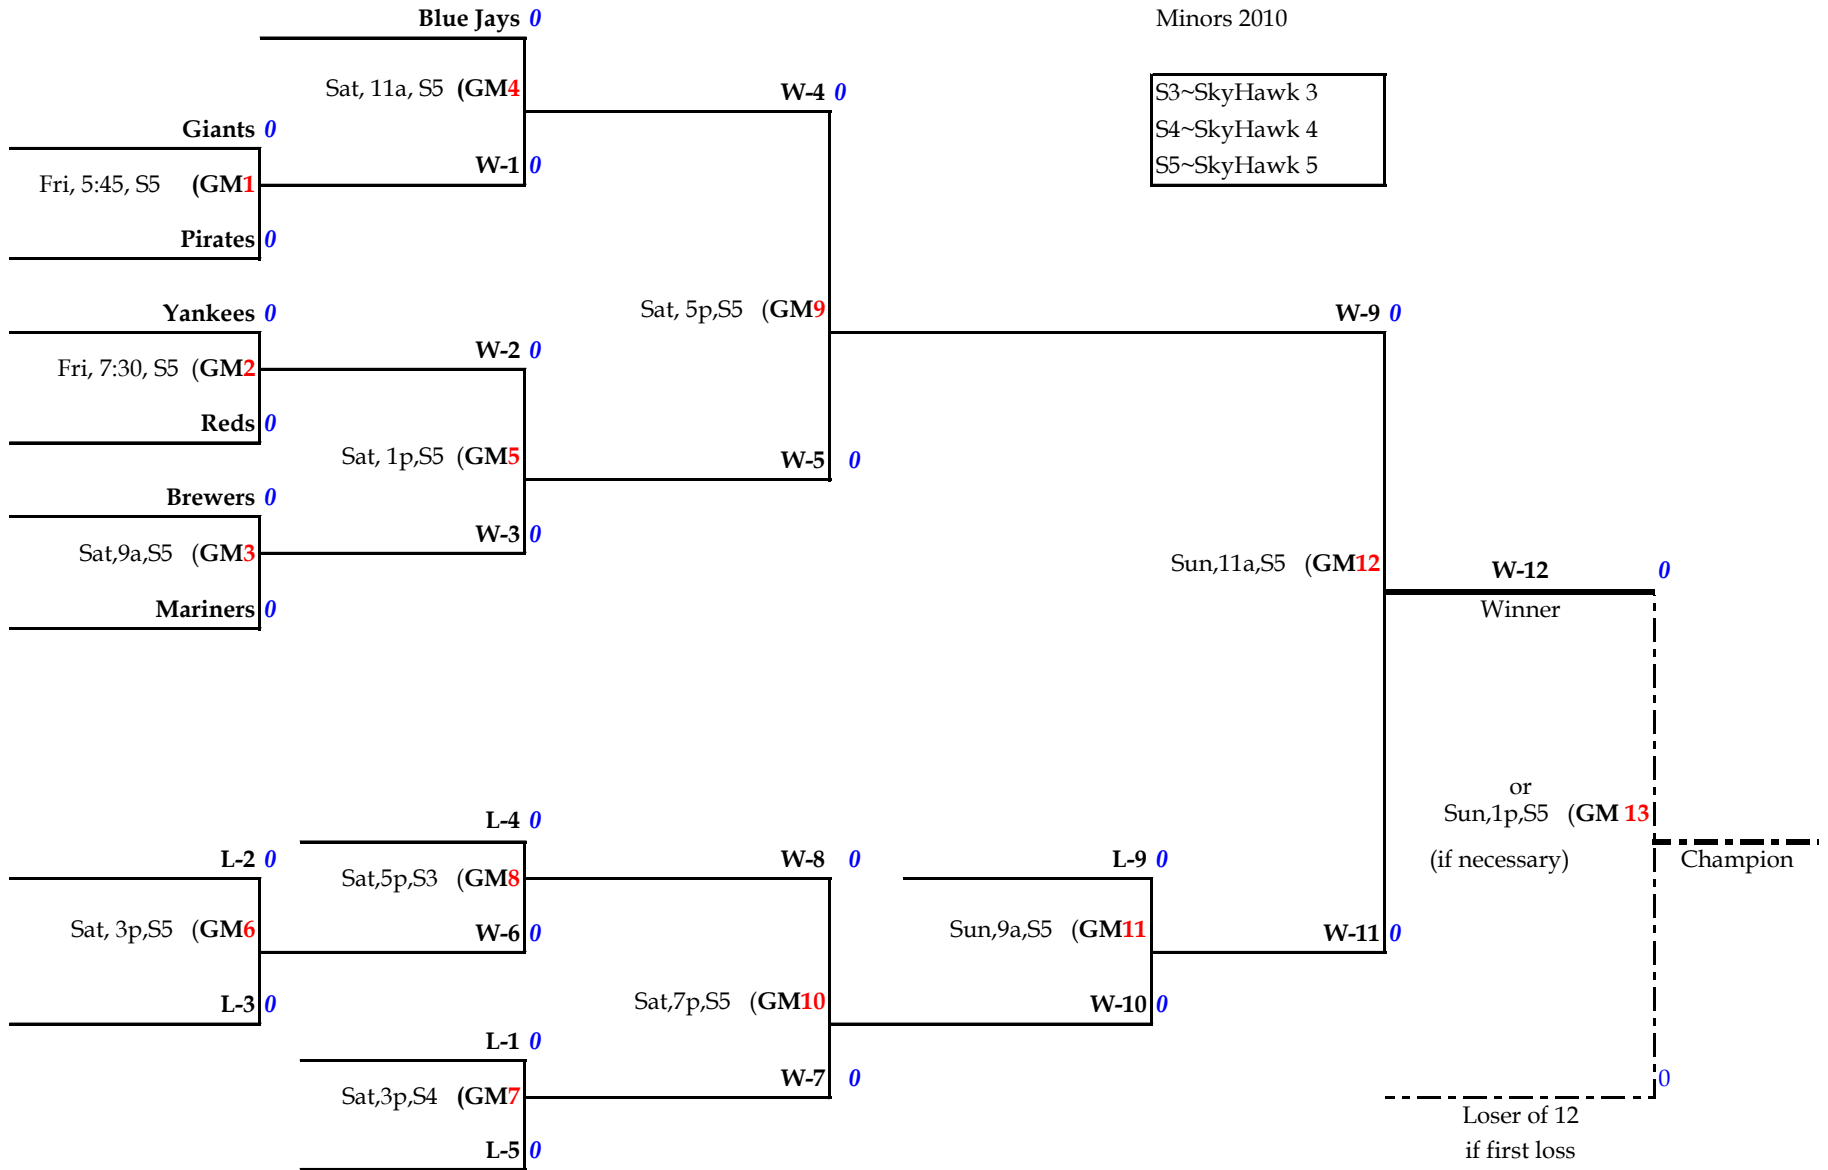 Blue Jays 0
Minors 2010
Sat, 11a, S5 (GM4
W-4 0
S3~SkyHawk 3
S4~SkyHawk 4
S5~SkyHawk 5
Giants 0
W-1 0
Fri, 5:45, S5 (GM1
Pirates 0
Yankees 0
Sat, 5p,S5 (GM9
W-9 0
W-2 0
Fri, 7:30, S5 (GM2
Reds 0
Sat, 1p,S5 (GM5
W-5 0
Brewers 0
W-3 0
Sat,9a,S5 (GM3
Mariners 0
Sun,11a,S5 (GM12
W-12 0
Winner
or
Sun,1p,S5 (GM 13
(if necessary)
Champion
L-4 0
L-2 0
Sat,5p,S3 (GM8
W-8 0
L-9 0
Sat, 3p,S5 (GM6
W-6 0
Sun,9a,S5 (GM11
W-11 0
L-3 0
Sat,7p,S5 (GM10
W-10 0
L-1 0
Sat,3p,S4 (GM7
W-7 0
L-5 0
0
Loser of 12
if first loss